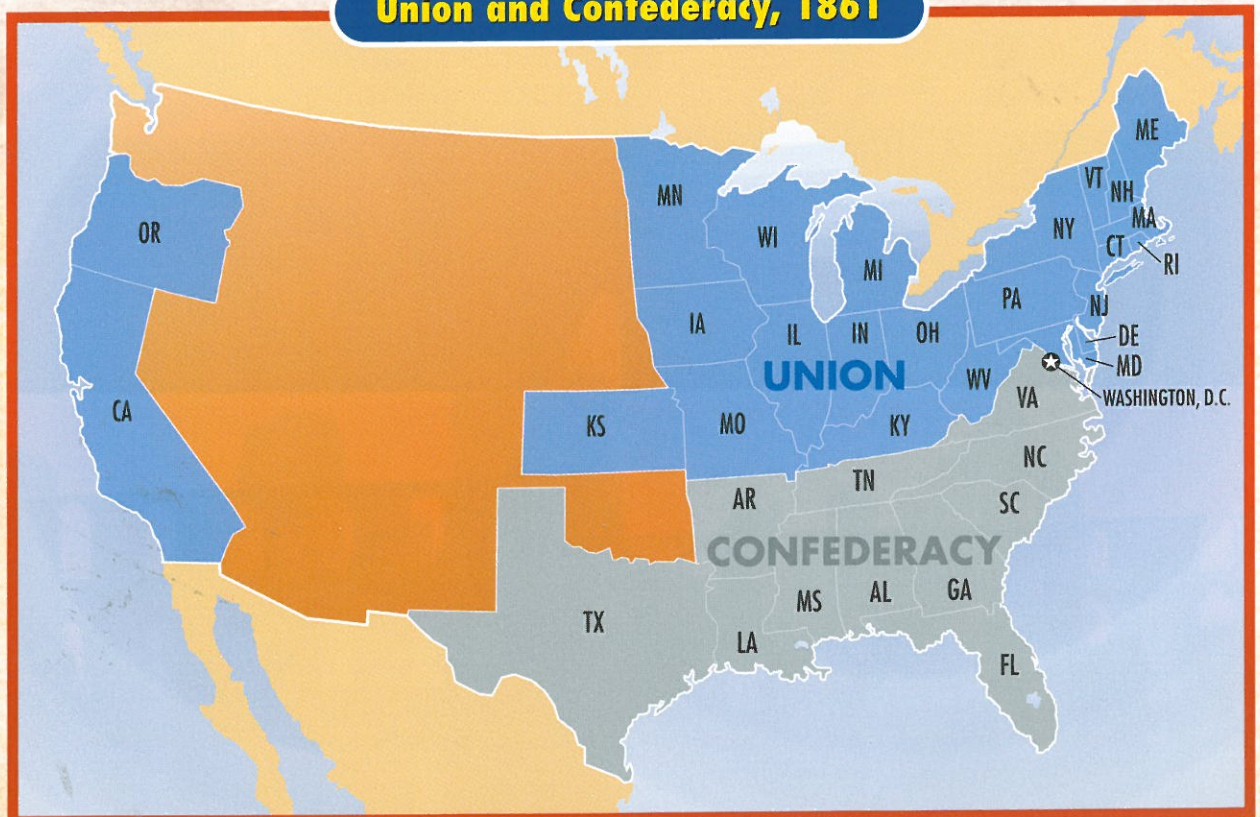 Union and Confederacy, 1861
ME
VT
NH
MN
MA
OR
WI
NY
CT
RI
MI
PA
NJ
IA
IL
IN
OH
DE
MD
UNION
WV
WASHINGTON, D.C.
VA
CA
KS
MO
KY
NC
TN
AR
SC
CONFEDERACY
MS
AL
GA
TX
LA
FL